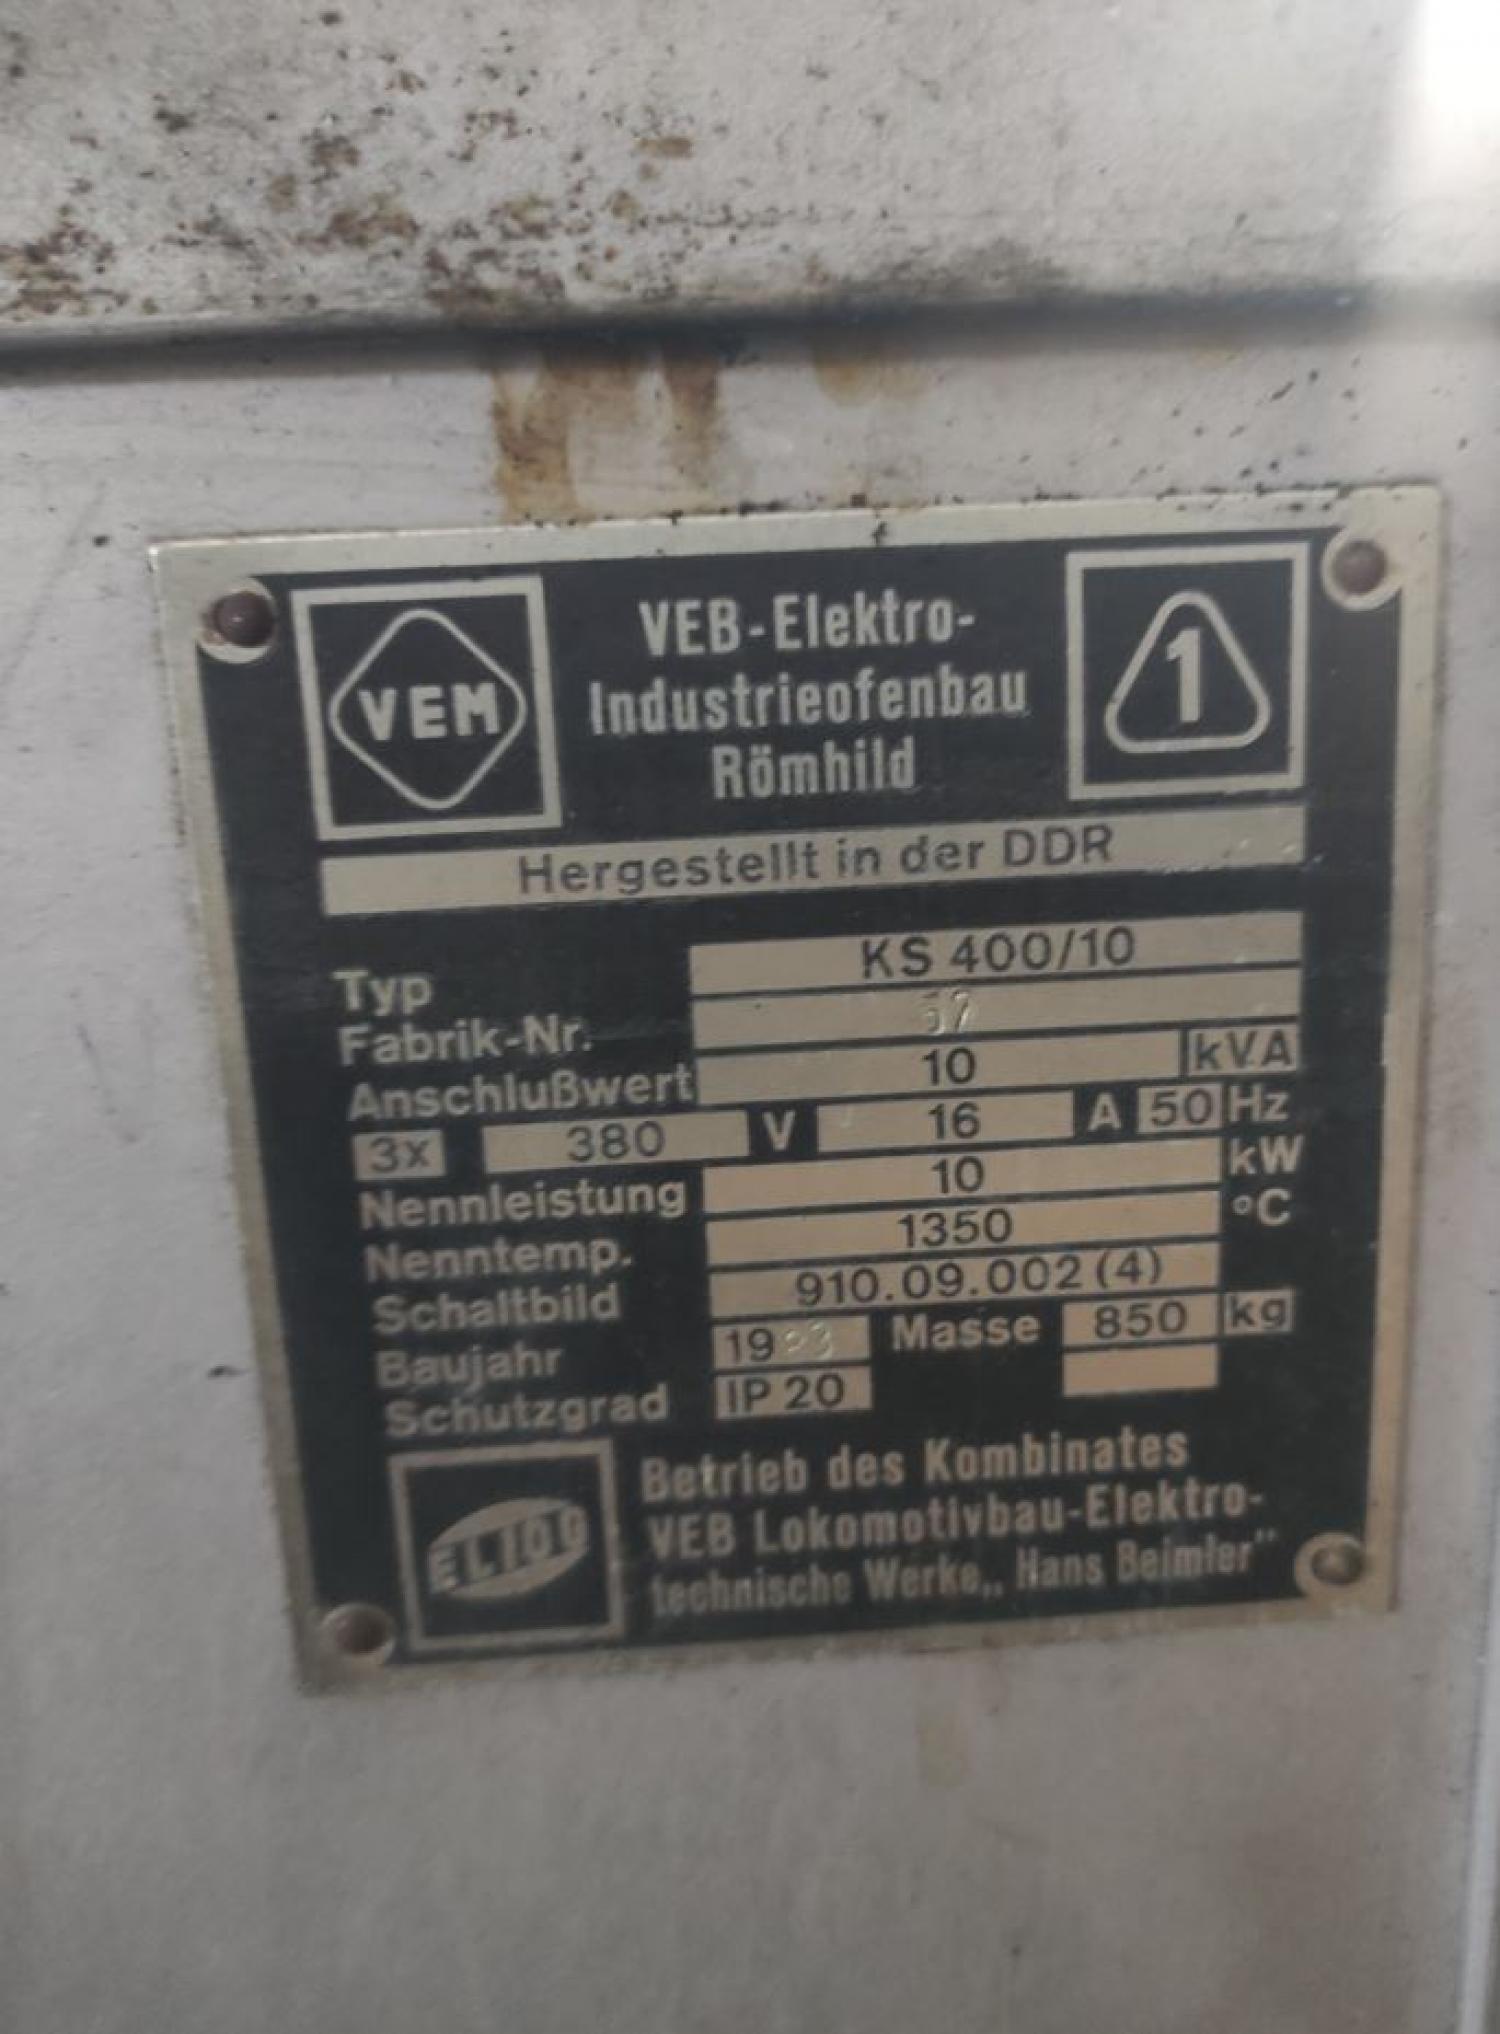 VEM
VEB-Elektro-
Industrieofenbau
Römhild
1
Hergestellt in der DDR
Typ KS 400/10
Fabrik-Nr.
Anschlußwert 10 kVA
3x 380 V 16 A 50 Hz
Nennleistung 10 kW
Nenntemp. 1350 °C
Schaltbild 910.09.002 (4)
Baujahr 1983 Masse 850 kg
Schutzgrad IP 20
Betrieb des Kombinates
VEB Lokomotivbau-Elektro-
technische Werke„ Hans Beimler"